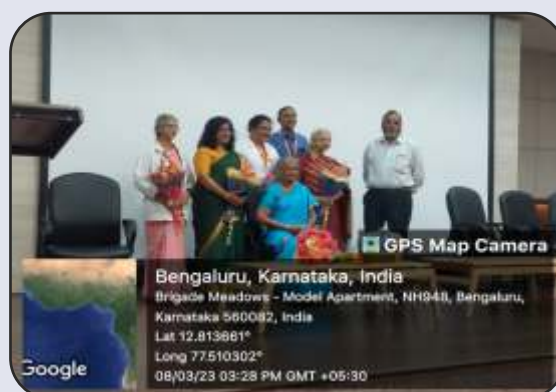 GPS Map Camera
Bengaluru, Karnataka, India
Brigade Meadows - Model Apartment, NH948, Bengaluru,
Karnataka 560082, India
Lat 12.813661°
Long 77.510302°
08/03/23 03:28 PM GMT +05:30
Google